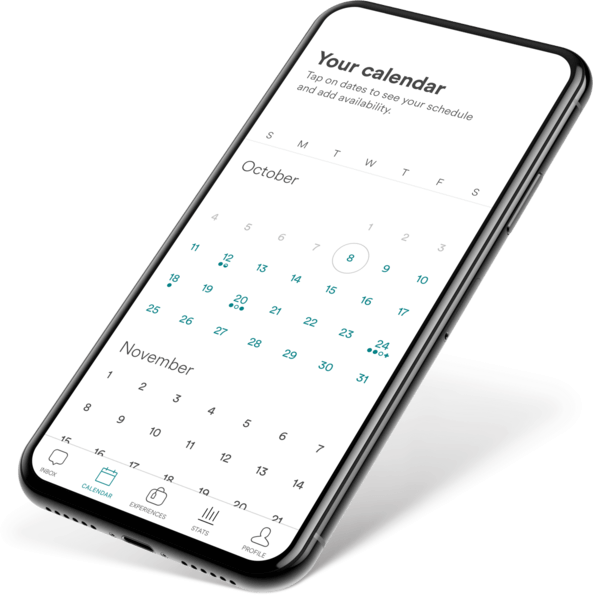 Your calendar
Tap on dates to see your schedule
and add availability.
S M T W T F S
October
1 2 3
4 5 6 7 8 9 10
11 12 13 14 15 16 17
18 19 20 21 22 23 24
25 26 27 28 29 30 31
November
1 2 3 4 5 6 7
8 9 10 11 12 13 14
15 16 17 18 19 20 21
INBOX CALENDAR EXPERIENCES STATS PROFILE